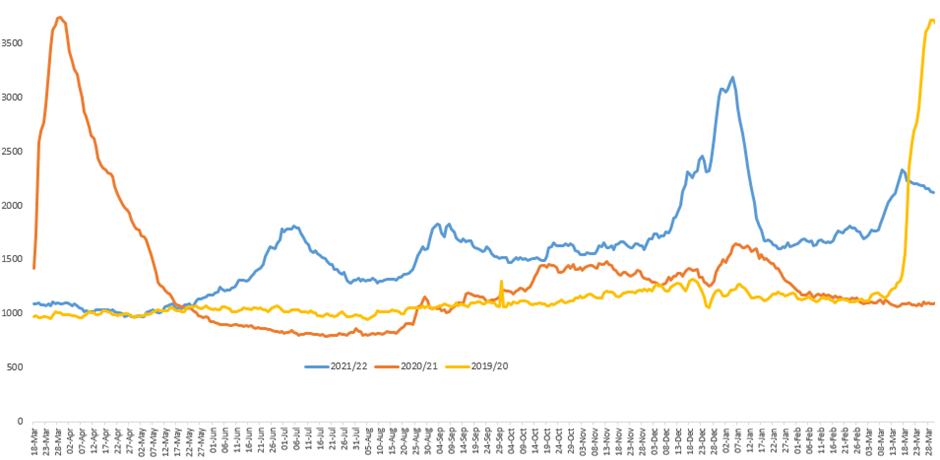 3500
3000
2500
2000
1500
1000
500
0
2021/22
2020/21
2019/20
18-Mar
23-Mar
28-Mar
02-Apr
07-Apr
12-Apr
17-Apr
22-Apr
27-Apr
02-May
07-May
12-May
17-May
22-May
27-May
01-Jun
06-Jun
11-Jun
16-Jun
21-Jun
26-Jun
01-Jul
06-Jul
11-Jul
16-Jul
21-Jul
26-Jul
31-Jul
05-Aug
10-Aug
15-Aug
20-Aug
25-Aug
30-Aug
04-Sep
09-Sep
14-Sep
19-Sep
24-Sep
29-Sep
04-Oct
09-Oct
14-Oct
19-Oct
24-Oct
29-Oct
03-Nov
08-Nov
13-Nov
18-Nov
23-Nov
28-Nov
03-Dec
08-Dec
13-Dec
18-Dec
23-Dec
28-Dec
02-Jan
07-Jan
12-Jan
17-Jan
22-Jan
27-Jan
01-Feb
06-Feb
11-Feb
16-Feb
21-Feb
26-Feb
03-Mar
08-Mar
13-Mar
18-Mar
23-Mar
28-Mar